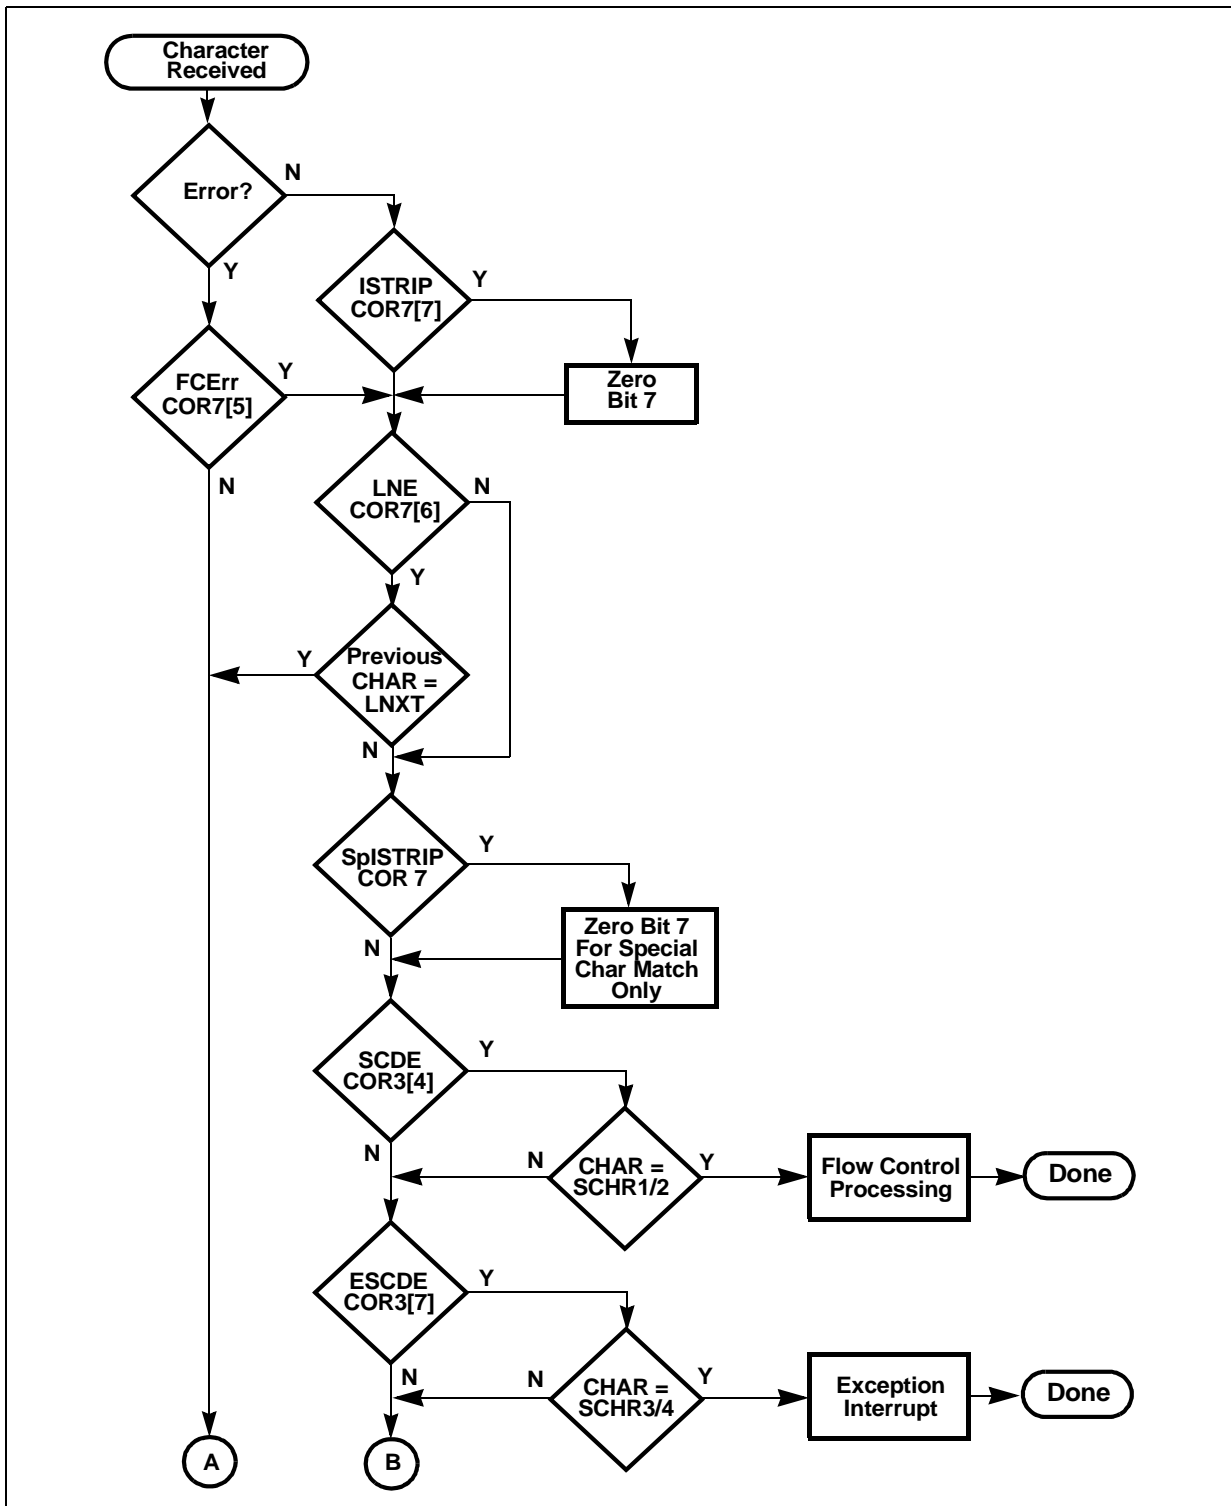 Character
Received
Error?
N
Y
ISTRIP
COR7[7]
Y
Zero
Bit 7
FCErr
COR7[5]
Y
N
LNE
COR7[6]
N
Y
Previous
CHAR =
LNXT
Y
N
SpISTRIP
COR 7
Y
N
Zero Bit 7
For Special
Char Match
Only
SCDE
COR3[4]
Y
N
CHAR =
SCHR1/2
N
Y
Flow Control
Processing
Done
ESCDE
COR3[7]
Y
N
CHAR =
SCHR3/4
N
Y
Exception
Interrupt
Done
A
B